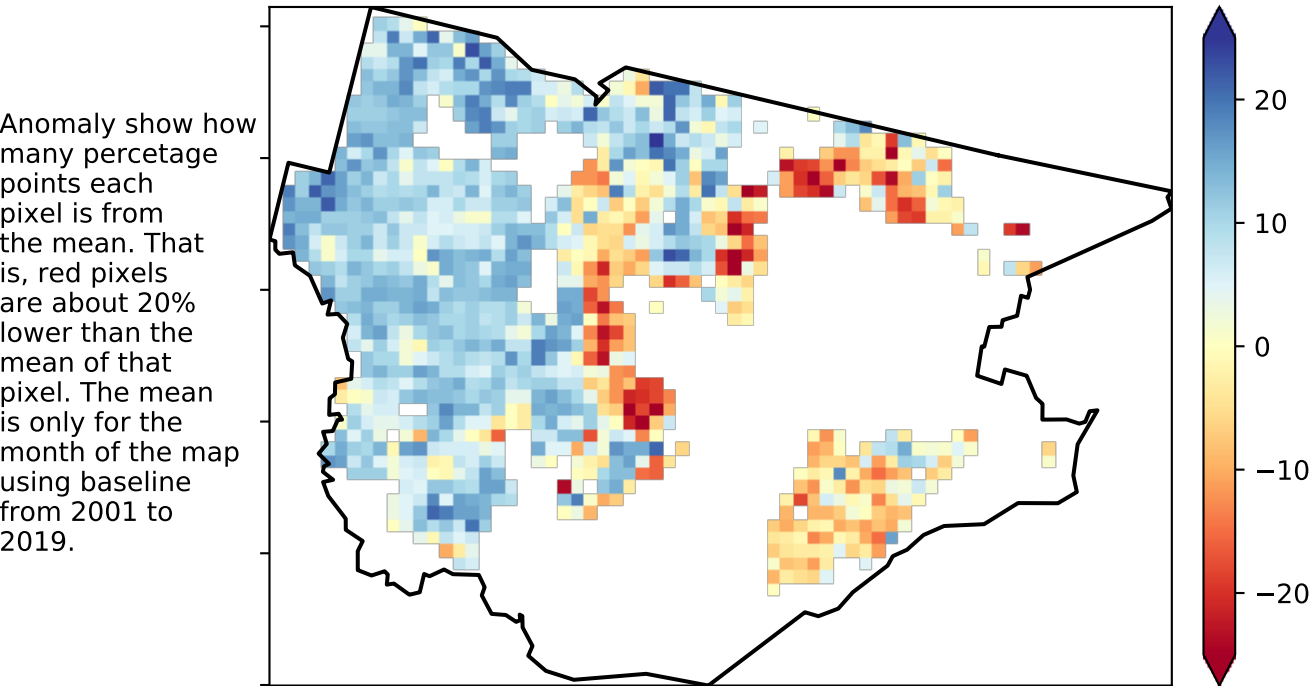 Anomaly show how
many percetage
points each
pixel is from
the mean. That
is, red pixels
are about 20%
lower than the
mean of that
pixel. The mean
is only for the
month of the map
using baseline
from 2001 to
2019.
20
10
0
−10
−20